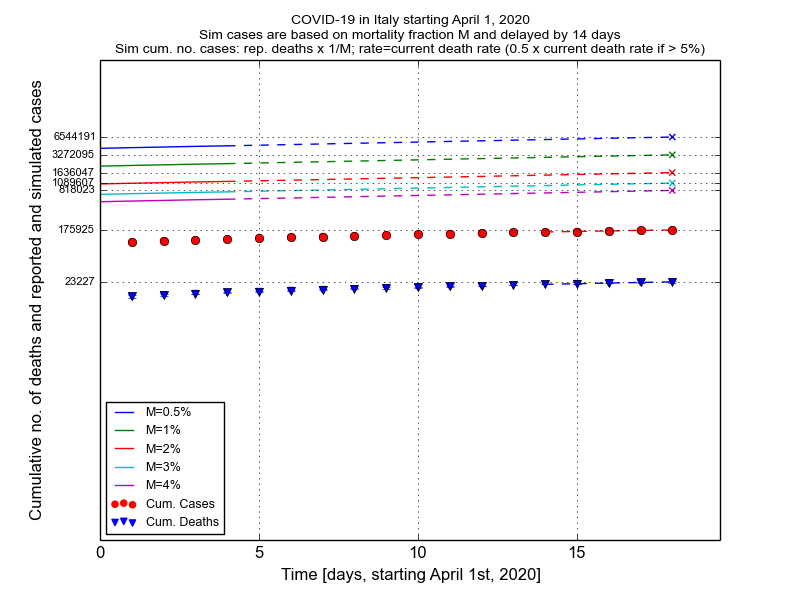 COVID-19 in Italy starting April 1, 2020
Sim cases are based on mortality fraction M and delayed by 14 days
Sim cum. no. cases: rep. deaths x 1/M; rate=current death rate (0.5 x current death rate if > 5%)
Cumulative no. of deaths and reported and simulated cases
6544191
3272095
1636047
1089607
818023
175925
23227
M=0.5%
M=1%
M=2%
M=3%
M=4%
Cum. Cases
Cum. Deaths
0 5 10 15
Time [days, starting April 1st, 2020]